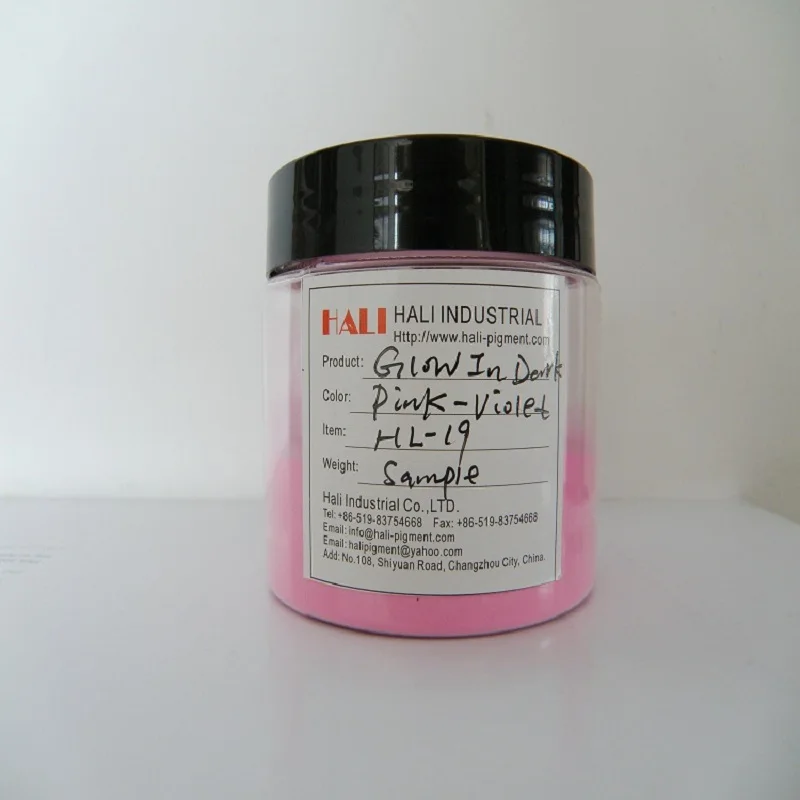 HALI HALI INDUSTRIAL
Http://www.hali-pigment.com
Product: Glow In Dark
Color: Pink-Violet
Item: HL-19
Weight: Sample
Hali Industrial Co.,LTD.
Tel: +86-519-83754668 Fax: +86-519-83754668
Email: info@hali-pigment.com
Email: halipigment@yahoo.com
Add: No.108, Shiyuan Road, Changzhou City, China.